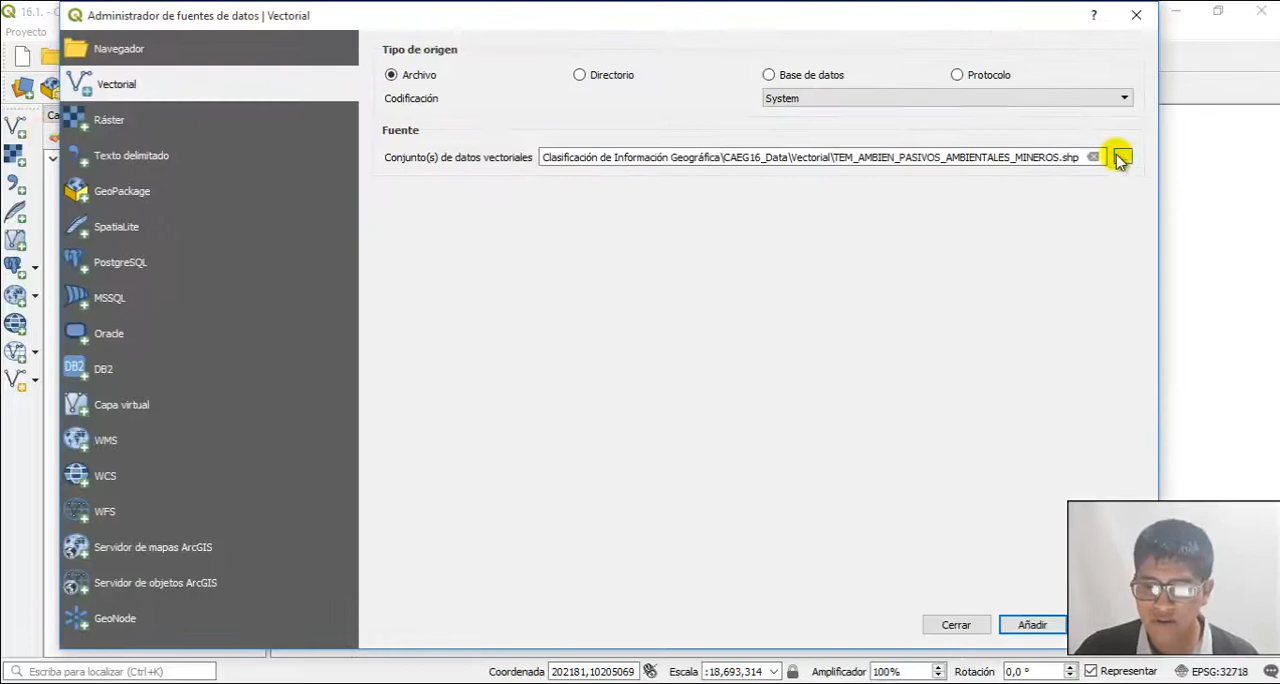 16.1.
Administrador de fuentes de datos | Vectorial
?
Proyecto
Navegador
Vectorial
Ráster
Texto delimitado
GeoPackage
SpatiaLite
PostgreSQL
MSSQL
Oracle
DB2
DB2
Capa virtual
WMS
WCS
WFS
Servidor de mapas ArcGIS
Servidor de objetos ArcGIS
GeoNode
Ca
Tipo de origen
Archivo
Directorio
Base de datos
Protocolo
Codificación
System
Fuente
Conjunto(s) de datos vectoriales
Clasificación de Información Geográfica\CAEG16_Data\Vectorial\TEM_AMBIEN_PASIVOS_AMBIENTALES_MINEROS.shp
Cerrar
Añadir
Escriba para localizar (Ctrl+K)
Coordenada
202181,10205069
Escala
:18,693,314
Amplificador
100%
Rotación
0,0 °
Representar
EPSG:32718